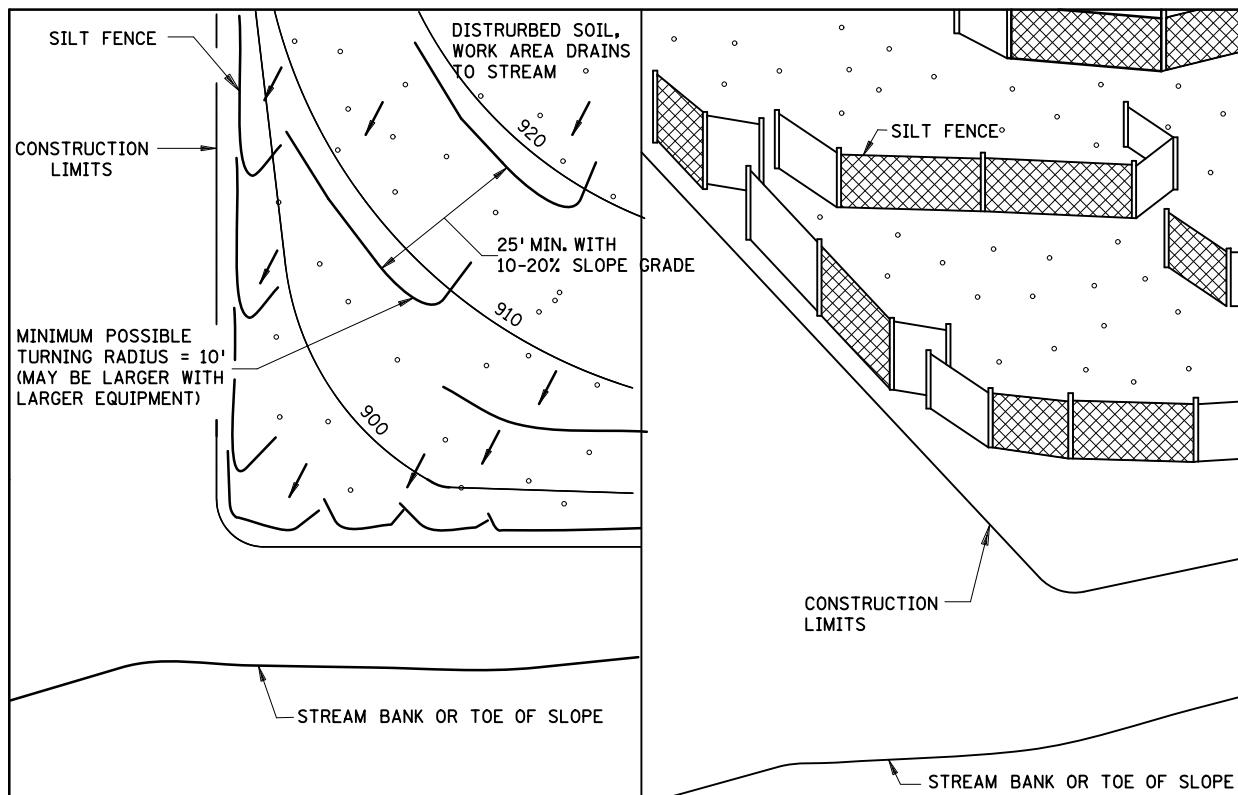 SILT FENCE
DISTRURBED SOIL,
WORK AREA DRAINS
TO STREAM
CONSTRUCTION
LIMITS
920
25' MIN. WITH
10-20% SLOPE GRADE
910
MINIMUM POSSIBLE
TURNING RADIUS = 10'
(MAY BE LARGER WITH
LARGER EQUIPMENT)
900
STREAM BANK OR TOE OF SLOPE
SILT FENCE
CONSTRUCTION
LIMITS
STREAM BANK OR TOE OF SLOPE